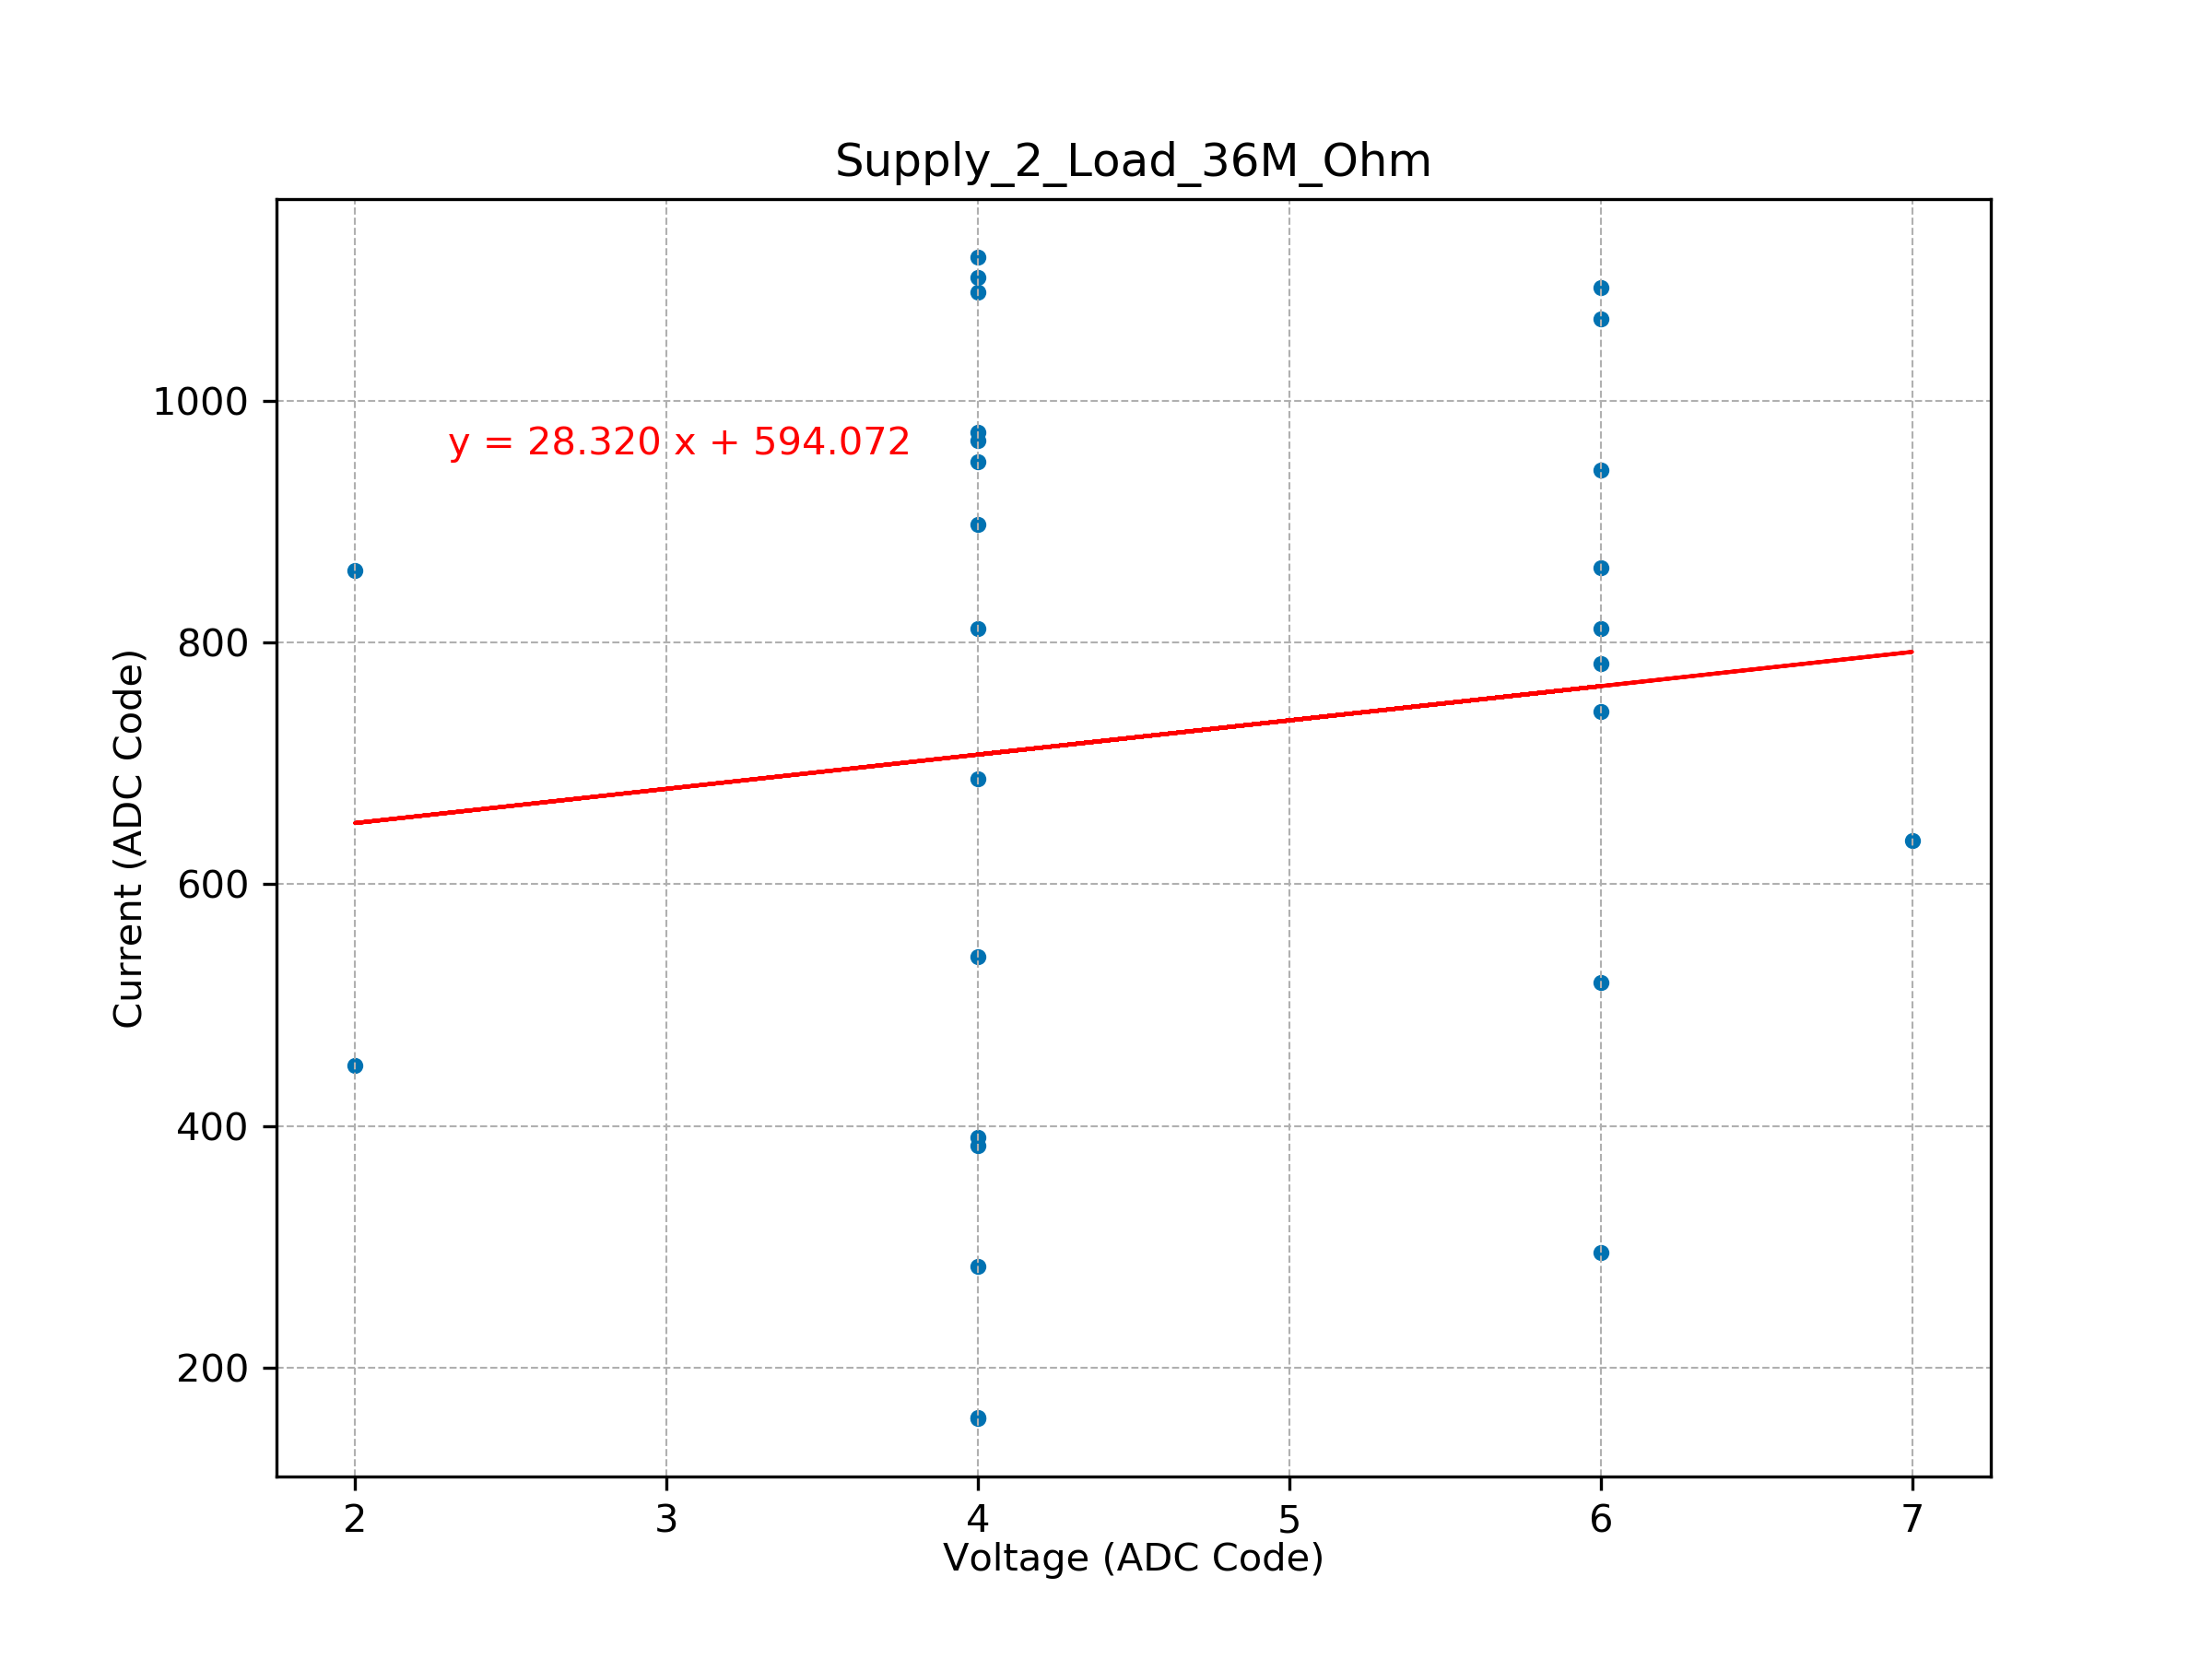 Supply_2_Load_36M_Ohm
y = 28.320 x + 594.072
Current (ADC Code)
1000
800
600
400
200
2 3 4 5 6 7
Voltage (ADC Code)